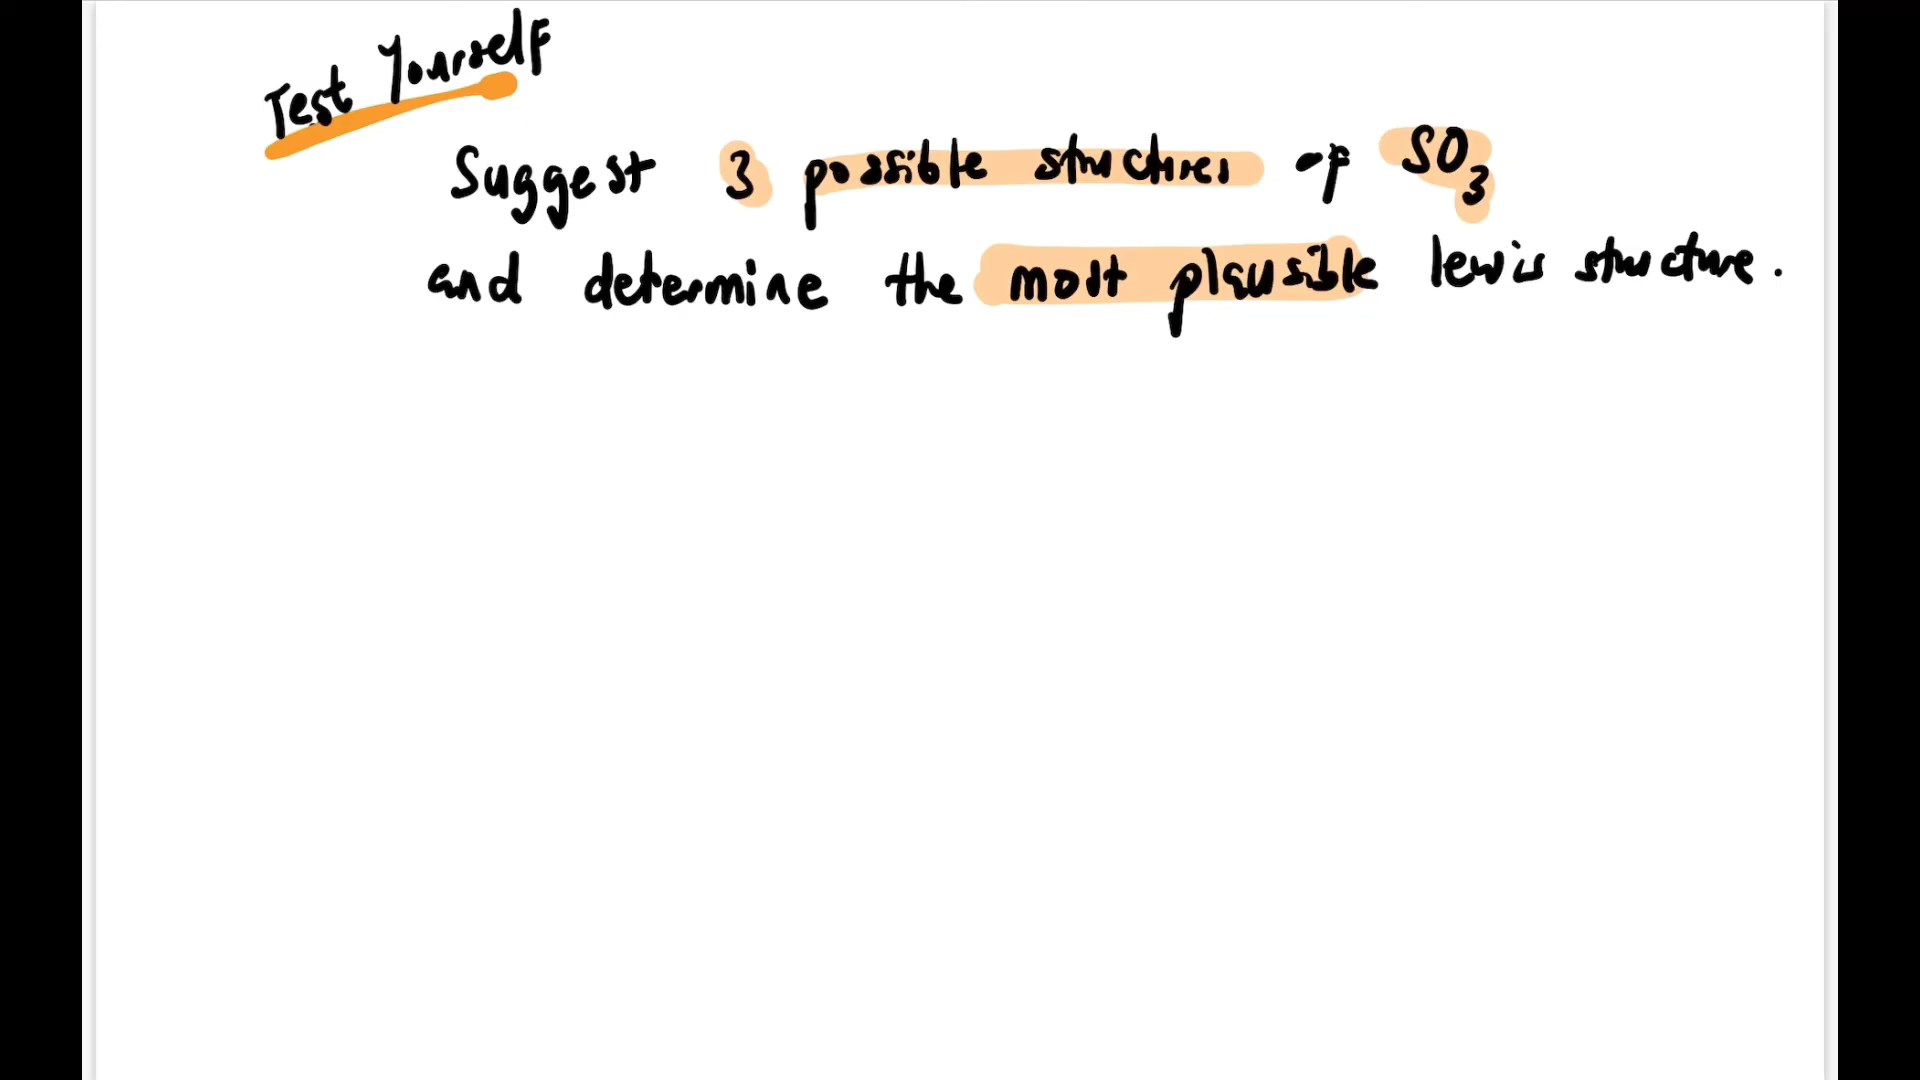 Test Yourself
Suggest 3 possible structures of SO₃
and determine the most plausible lewis structure.